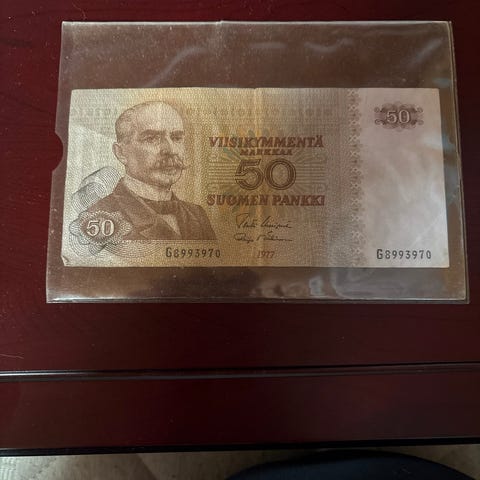 50
VIISIKYMMENTÄ
MARKKAA
50
SUOMEN PANKKI
50
G8993970
1977
G8993970